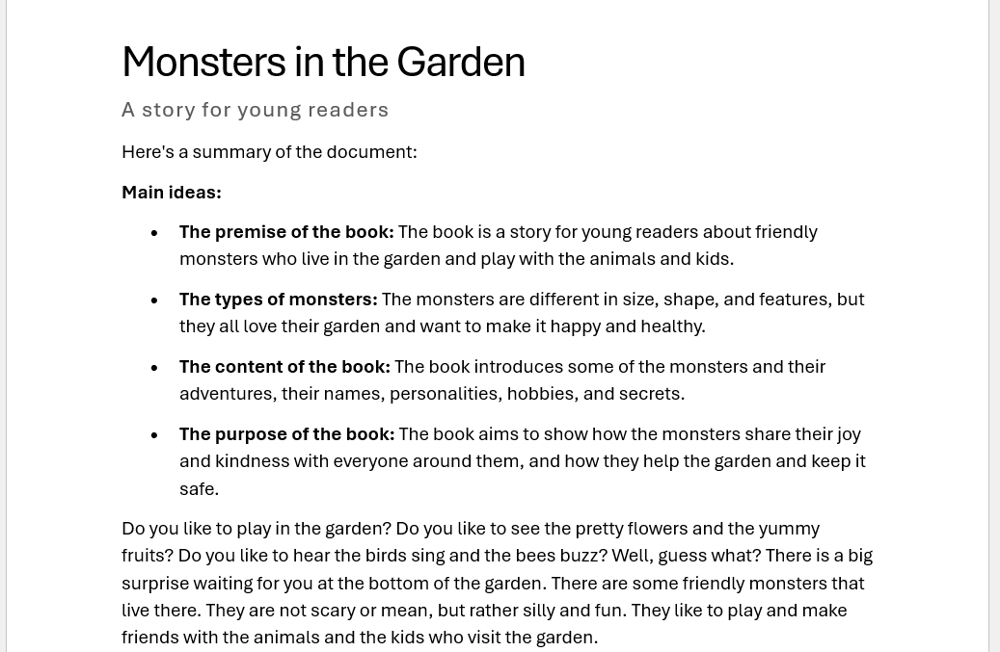 Monsters in the Garden
A story for young readers
Here's a summary of the document:
Main ideas:
• The premise of the book: The book is a story for young readers about friendly
monsters who live in the garden and play with the animals and kids.
• The types of monsters: The monsters are different in size, shape, and features, but
they all love their garden and want to make it happy and healthy.
• The content of the book: The book introduces some of the monsters and their
adventures, their names, personalities, hobbies, and secrets.
• The purpose of the book: The book aims to show how the monsters share their joy
and kindness with everyone around them, and how they help the garden and keep it
safe.
Do you like to play in the garden? Do you like to see the pretty flowers and the yummy
fruits? Do you like to hear the birds sing and the bees buzz? Well, guess what? There is a big
surprise waiting for you at the bottom of the garden. There are some friendly monsters that
live there. They are not scary or mean, but rather silly and fun. They like to play and make
friends with the animals and the kids who visit the garden.